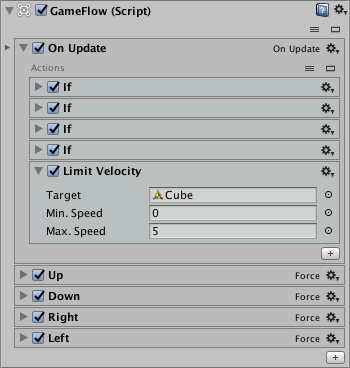 GameFlow (Script)
On Update On Update
Actions
If
If
If
If
Limit Velocity
Target Cube
Min. Speed 0
Max. Speed 5
Up Force
Down Force
Right Force
Left Force